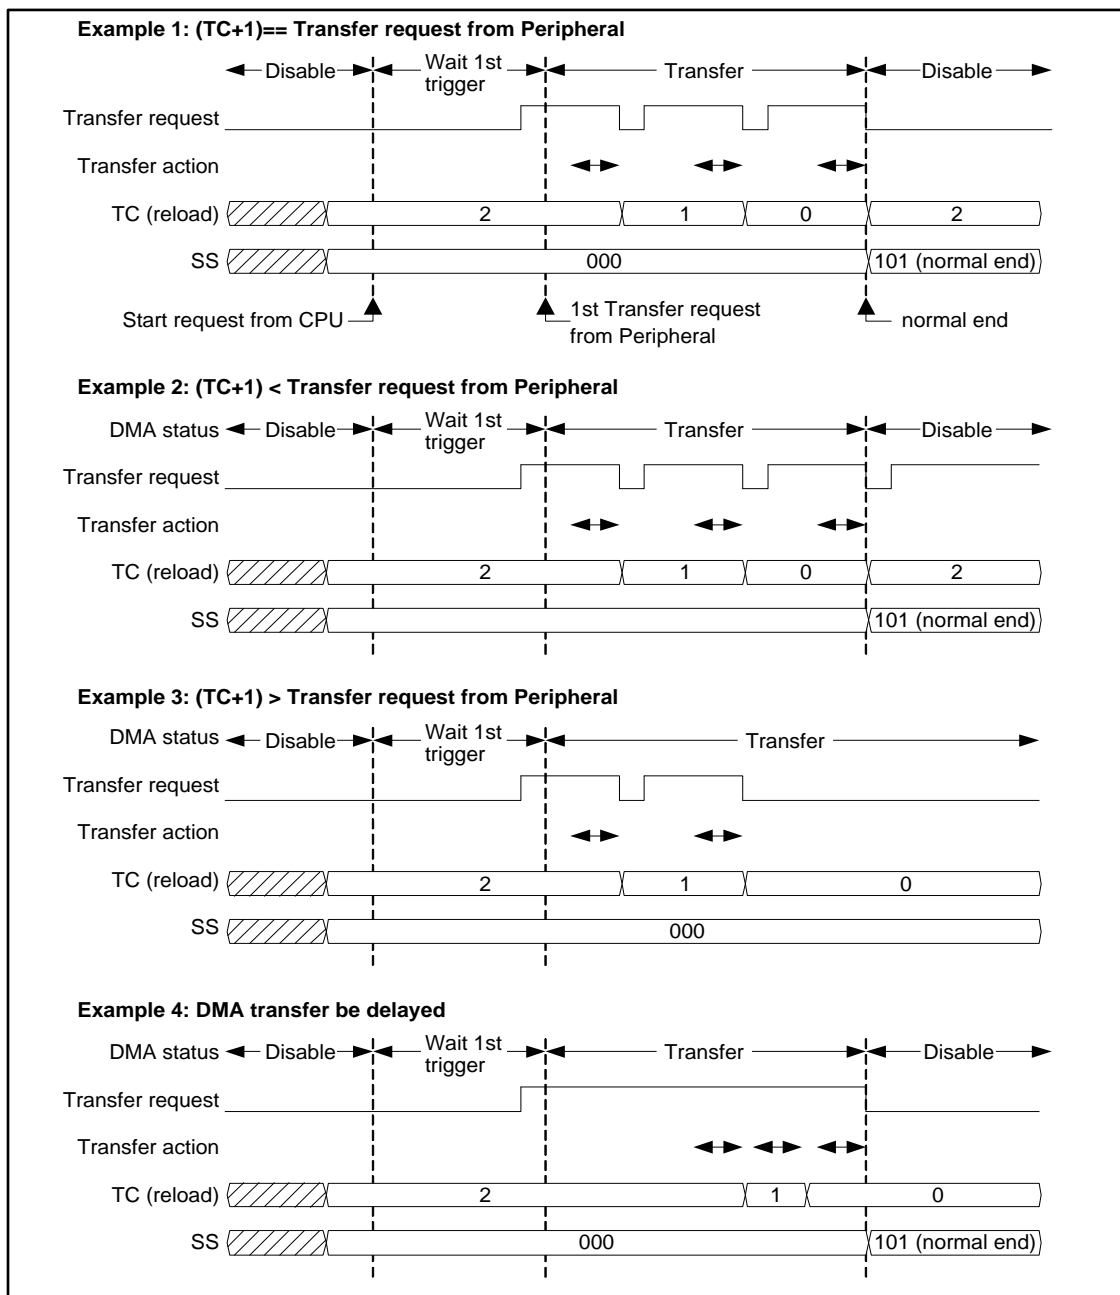 Example 1: (TC+1)== Transfer request from Peripheral
Disable Wait 1st trigger Transfer Disable
Transfer request
Transfer action
TC (reload) 2 1 0 2
SS 000 101 (normal end)
Start request from CPU 1st Transfer request from Peripheral normal end
Example 2: (TC+1) < Transfer request from Peripheral
DMA status Disable Wait 1st trigger Transfer Disable
Transfer request
Transfer action
TC (reload) 2 1 0 2
SS 101 (normal end)
Example 3: (TC+1) > Transfer request from Peripheral
DMA status Disable Wait 1st trigger Transfer
Transfer request
Transfer action
TC (reload) 2 1 0
SS 000
Example 4: DMA transfer be delayed
DMA status Disable Wait 1st trigger Transfer Disable
Transfer request
Transfer action
TC (reload) 2 1 0
SS 000 101 (normal end)